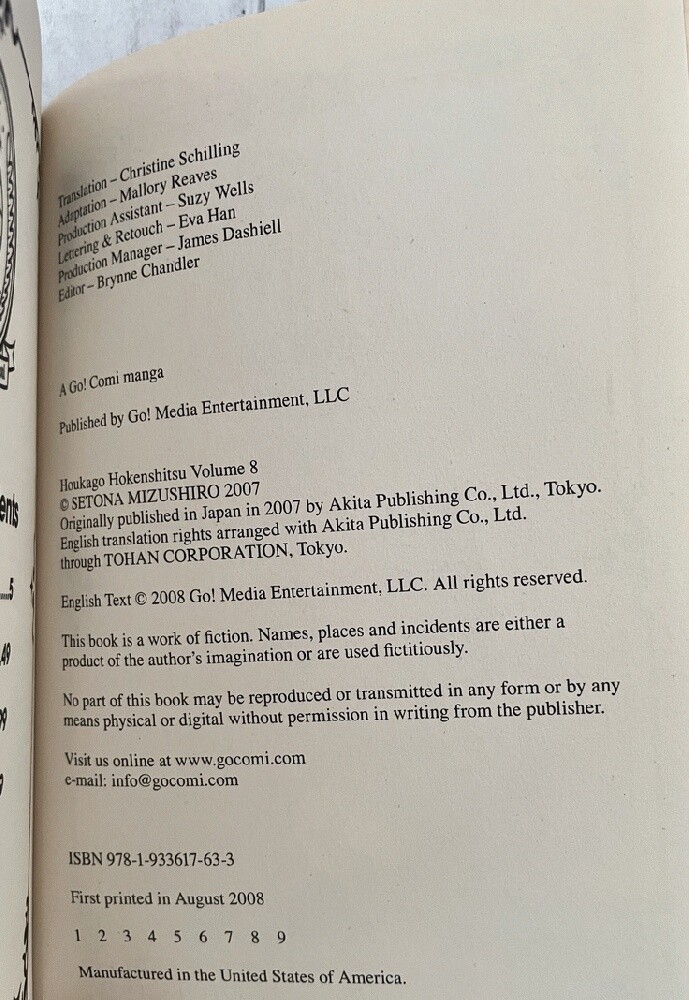 Translation – Christine Schilling
Adaptation – Mallory Reaves
Production Assistant – Suzy Wells
Lettering & Retouch – Eva Han
Production Manager – James Dashiell
Editor – Brynne Chandler
A Go! Comi manga
Published by Go! Media Entertainment, LLC
Houkago Hokenshitsu Volume 8
© SETONA MIZUSHIRO 2007
Originally published in Japan in 2007 by Akita Publishing Co., Ltd., Tokyo.
English translation rights arranged with Akita Publishing Co., Ltd.
through TOHAN CORPORATION, Tokyo.
English Text © 2008 Go! Media Entertainment, LLC. All rights reserved.
This book is a work of fiction. Names, places and incidents are either a
product of the author's imagination or are used fictitiously.
No part of this book may be reproduced or transmitted in any form or by any
means physical or digital without permission in writing from the publisher.
Visit us online at www.gocomi.com
e-mail: info@gocomi.com
ISBN 978-1-933617-63-3
First printed in August 2008
1 2 3 4 5 6 7 8 9
Manufactured in the United States of America.